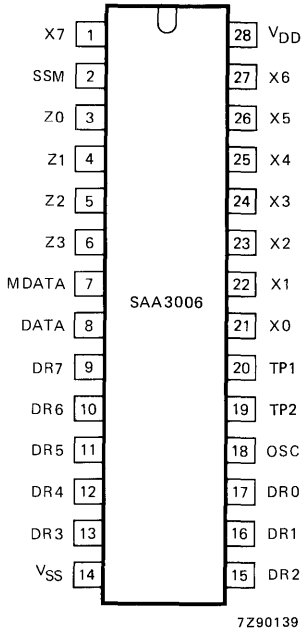 X7 1 28 VDD
SSM 2 27 X6
Z0 3 26 X5
Z1 4 25 X4
Z2 5 24 X3
Z3 6 23 X2
MDATA 7 22 X1
SAA3006
DATA 8 21 X0
DR7 9 20 TP1
DR6 10 19 TP2
DR5 11 18 OSC
DR4 12 17 DR0
DR3 13 16 DR1
VSS 14 15 DR2
7Z90139